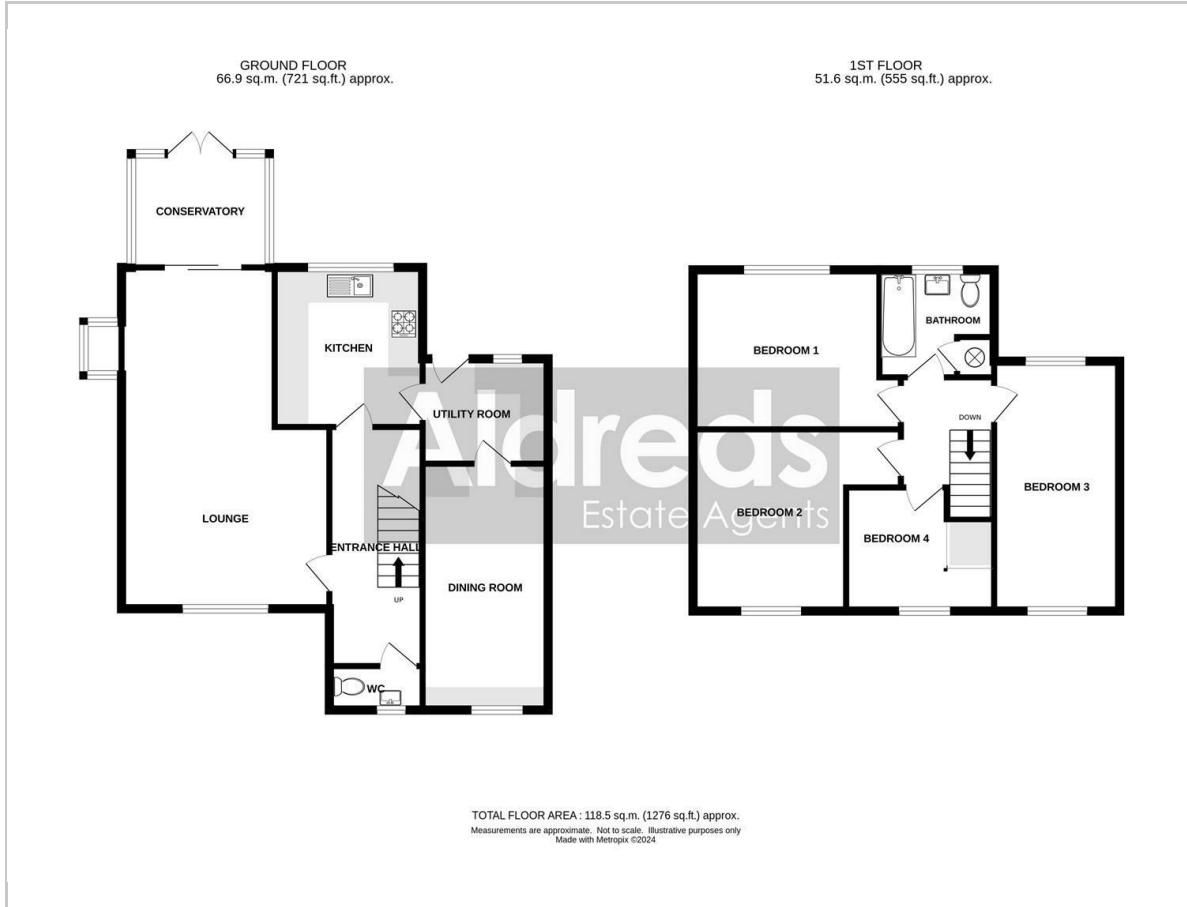 GROUND FLOOR
66.9 sq.m. (721 sq.ft.) approx.
1ST FLOOR
51.6 sq.m. (555 sq.ft.) approx.
CONSERVATORY
KITCHEN
UTILITY ROOM
LOUNGE
ENTRANCE HALL
UP
DINING ROOM
WC
BEDROOM 1
BATHROOM
DOWN
BEDROOM 2
BEDROOM 3
BEDROOM 4
Aldreds
Estate Agents
TOTAL FLOOR AREA : 118.5 sq.m. (1276 sq.ft.) approx.
Measurements are approximate. Not to scale. Illustrative purposes only
Made with Metropix ©2024